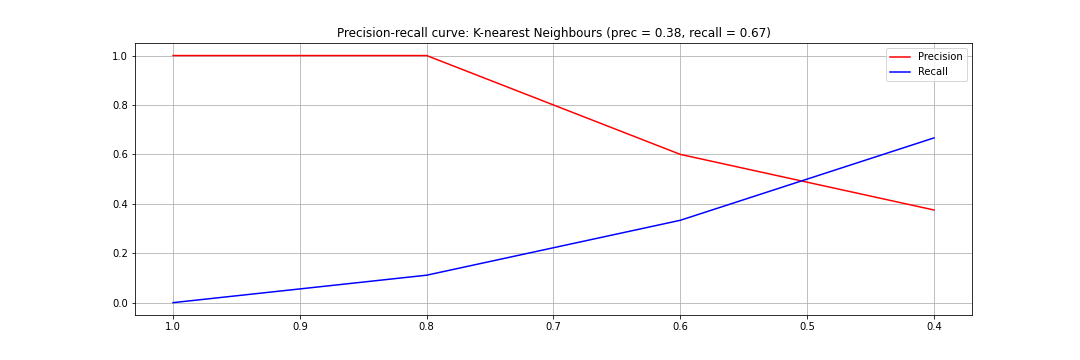 Precision-recall curve: K-nearest Neighbours (prec = 0.38, recall = 0.67)
Precision
Recall
1.0
0.8
0.6
0.4
0.2
0.0
1.0 0.9 0.8 0.7 0.6 0.5 0.4